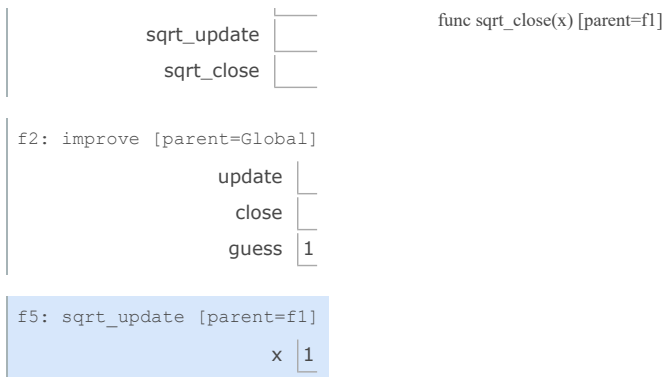 sqrt_update
sqrt_close
func sqrt_close(x) [parent=f1]
f2: improve [parent=Global]
update
close
guess 1
f5: sqrt_update [parent=f1]
x 1